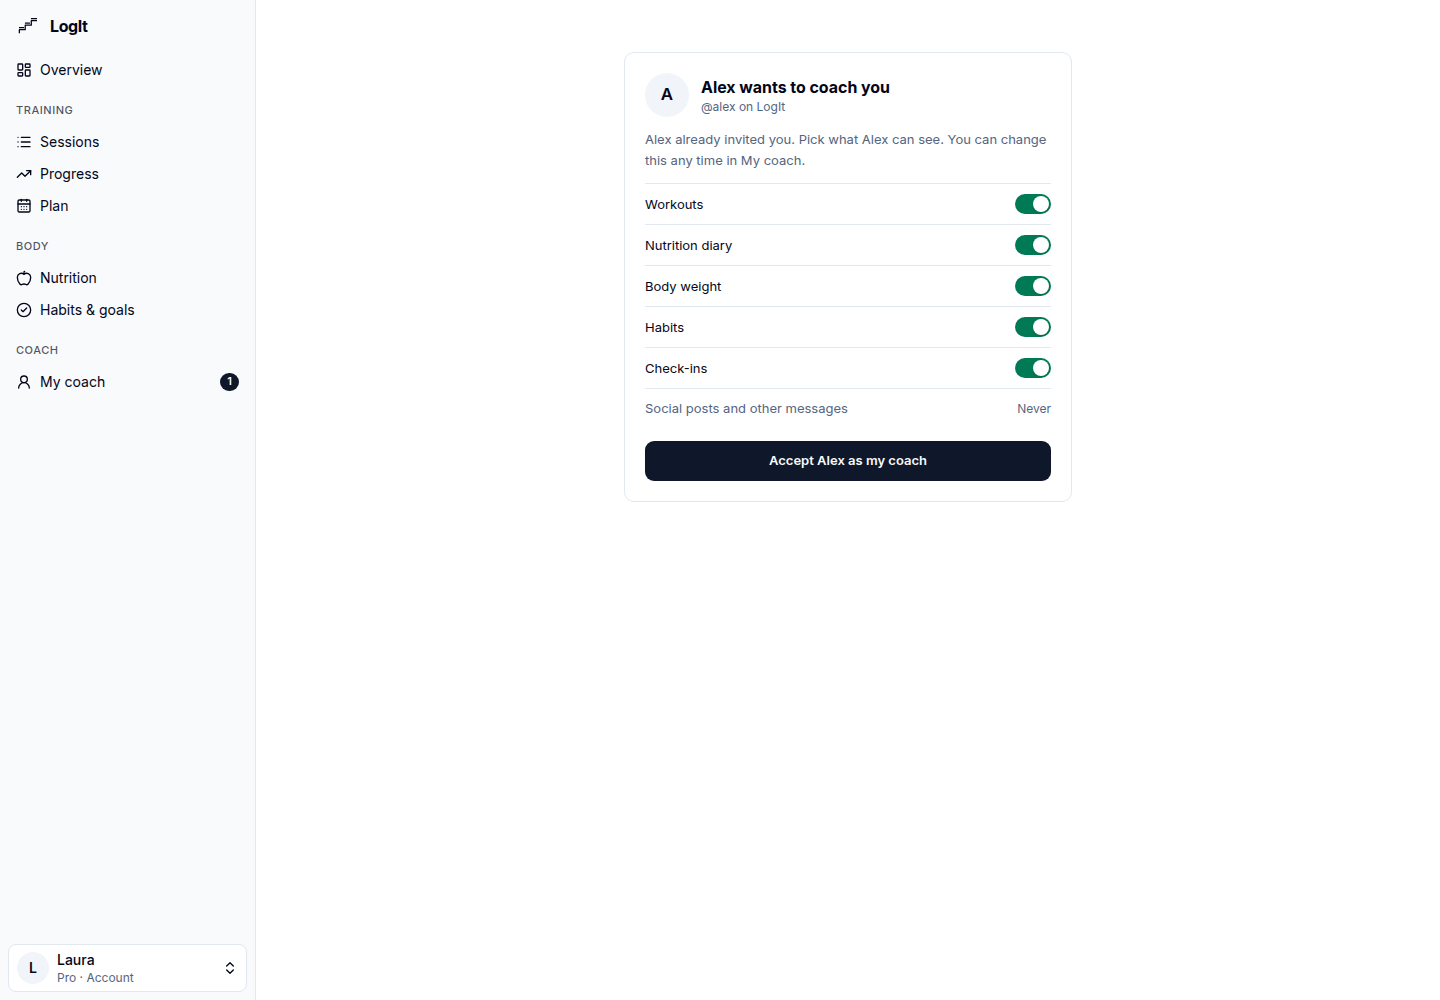 LogIt
Overview
TRAINING
Sessions
Progress
Plan
BODY
Nutrition
Habits & goals
COACH
My coach
1
L
Laura
Pro · Account
A
Alex wants to coach you
@alex on LogIt
Alex already invited you. Pick what Alex can see. You can change
this any time in My coach.
Workouts
Nutrition diary
Body weight
Habits
Check-ins
Social posts and other messages
Never
Accept Alex as my coach